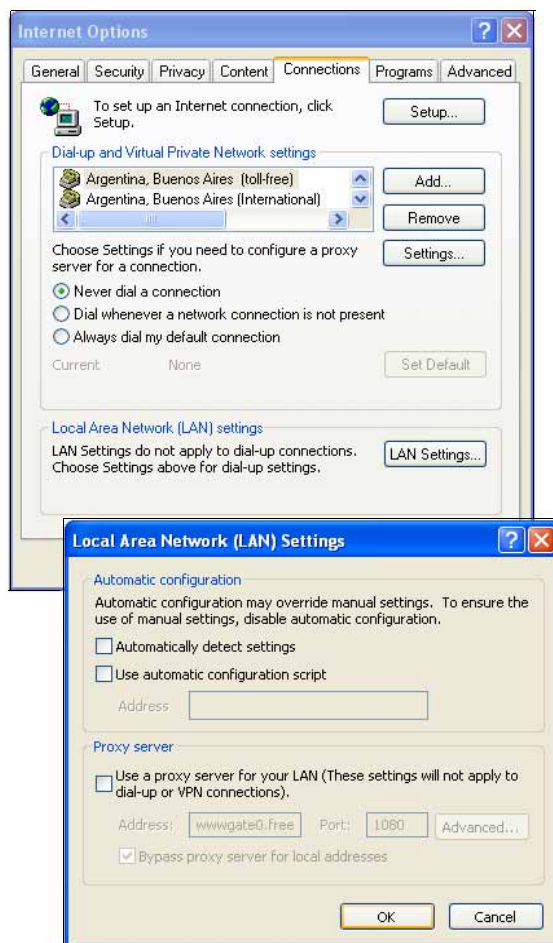 Internet Options
General Security Privacy Content Connections Programs Advanced
To set up an Internet connection, click
Setup.
Setup...
Dial-up and Virtual Private Network settings
Argentina, Buenos Aires (toll-free)
Argentina, Buenos Aires (International)
Add...
Remove
Choose Settings if you need to configure a proxy
server for a connection.
Settings...
Never dial a connection
Dial whenever a network connection is not present
Always dial my default connection
Current None Set Default
Local Area Network (LAN) settings
LAN Settings do not apply to dial-up connections.
Choose Settings above for dial-up settings.
LAN Settings...
Local Area Network (LAN) Settings
Automatic configuration
Automatic configuration may override manual settings. To ensure the
use of manual settings, disable automatic configuration.
Automatically detect settings
Use automatic configuration script
Address
Proxy server
Use a proxy server for your LAN (These settings will not apply to
dial-up or VPN connections).
Address: wwwgate0.free Port: 1080 Advanced...
Bypass proxy server for local addresses
OK Cancel